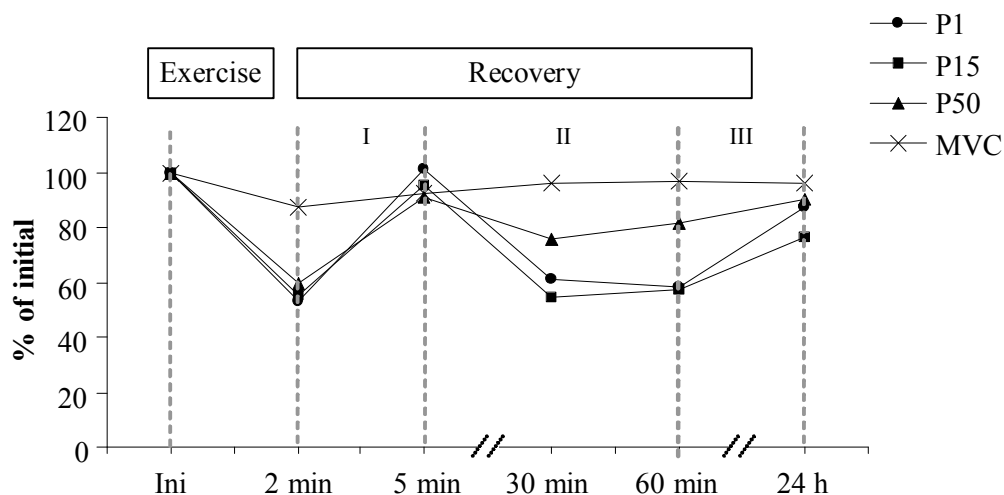 P1
P15
P50
MVC
Exercise
Recovery
I
II
III
120
100
80
60
40
20
0
% of initial
Ini
2 min
5 min
30 min
60 min
24 h